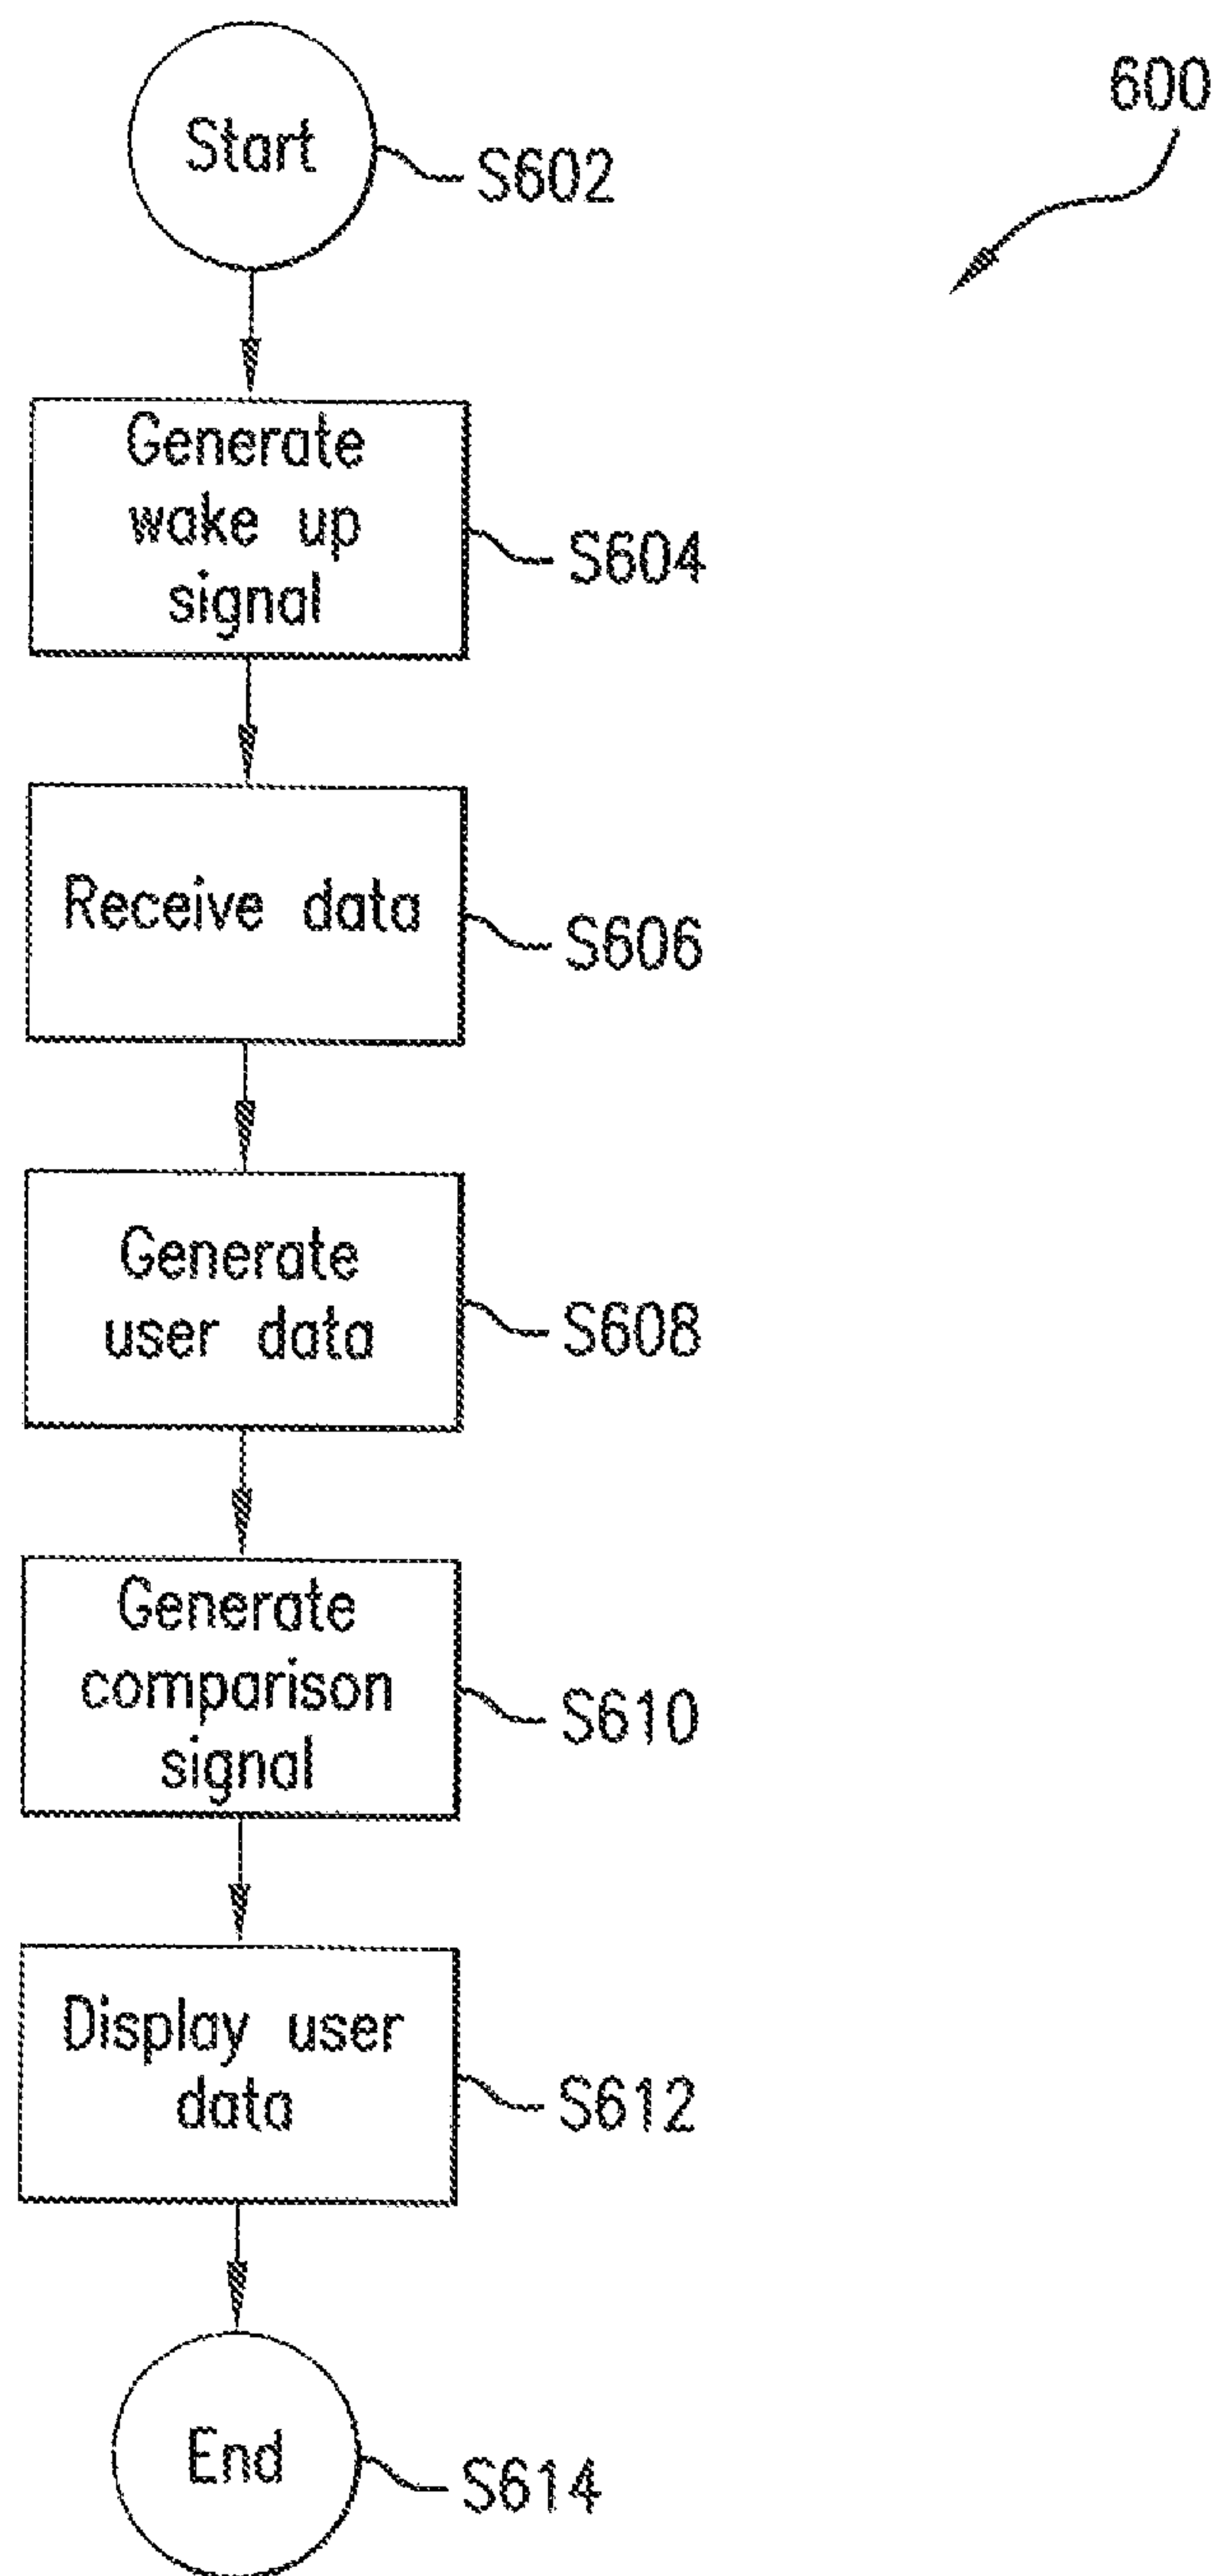 600
Start
S602
Generate
wake up
signal
S604
Receive data
S606
Generate
user data
S608
Generate
comparison
signal
S610
Display user
data
S612
End
S614